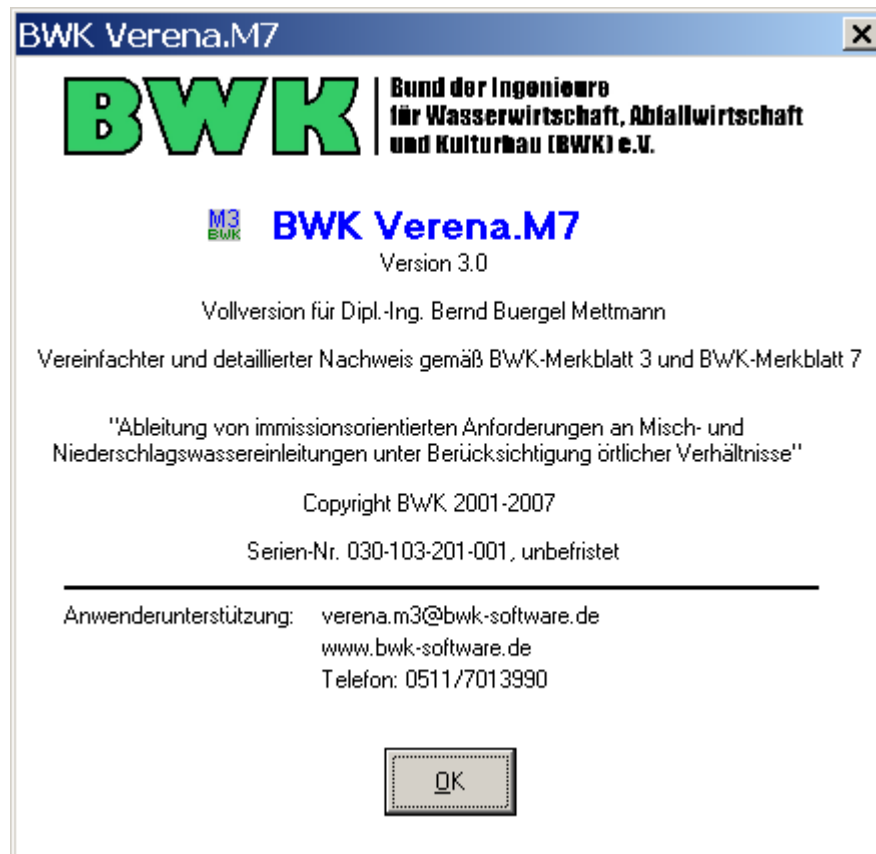 BWK Verena.M7
BWK
Bund der Ingenieure
für Wasserwirtschaft, Abfallwirtschaft
und Kulturbau (BWK) e.V.
M3
BWK
BWK Verena.M7
Version 3.0
Vollversion für Dipl.-Ing. Bernd Buergel Mettmann
Vereinfachter und detaillierter Nachweis gemäß BWK-Merkblatt 3 und BWK-Merkblatt 7
"Ableitung von immissionsorientierten Anforderungen an Misch- und
Niederschlagswassereinleitungen unter Berücksichtigung örtlicher Verhältnisse"
Copyright BWK 2001-2007
Serien-Nr. 030-103-201-001, unbefristet
Anwenderunterstützung: verena.m3@bwk-software.de
www.bwk-software.de
Telefon: 0511/7013990
OK